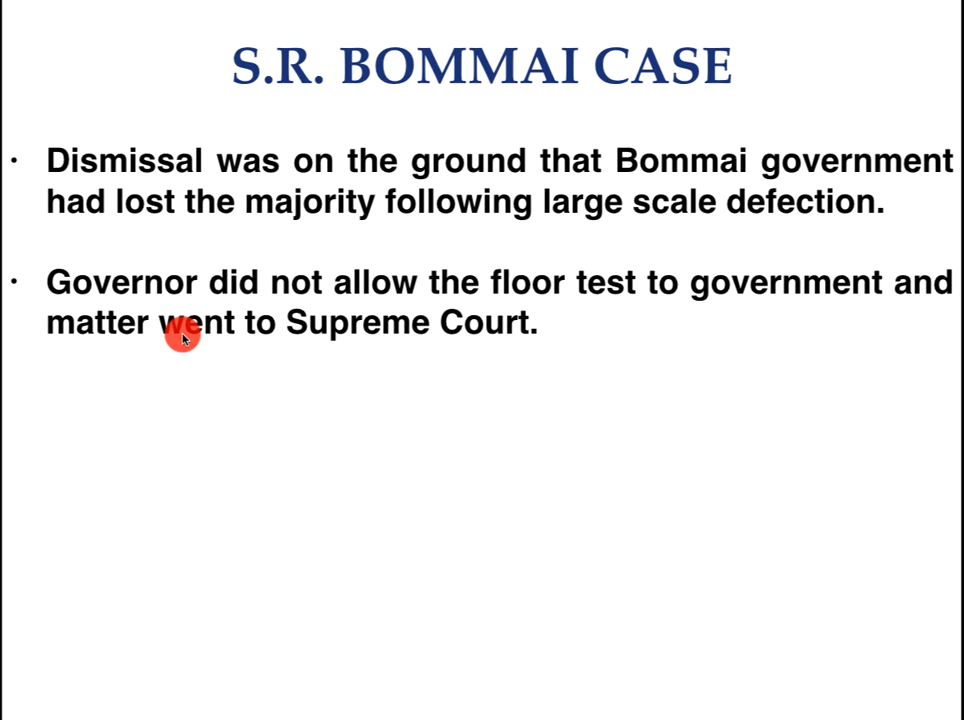 S.R. BOMMAI CASE
• Dismissal was on the ground that Bommai government
had lost the majority following large scale defection.
• Governor did not allow the floor test to government and
matter went to Supreme Court.